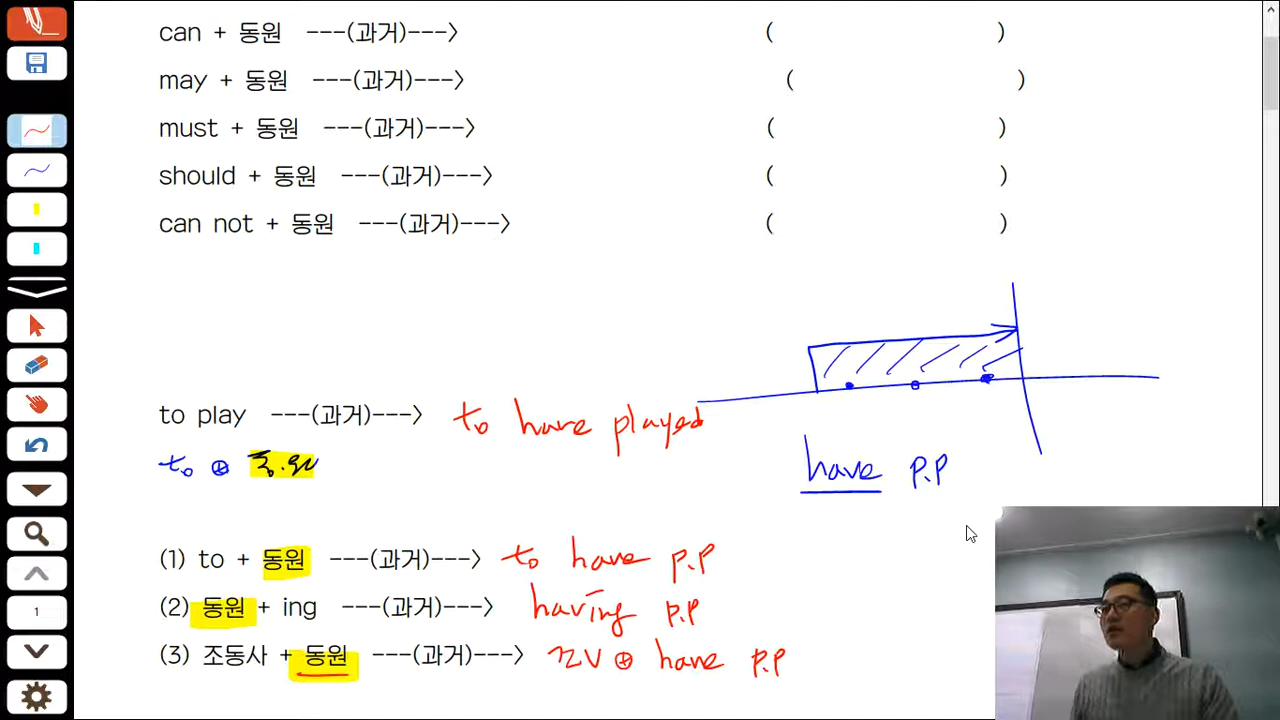 can + 동원 ---(과거)---> ( )
may + 동원 ---(과거)---> ( )
must + 동원 ---(과거)---> ( )
should + 동원 ---(과거)---> ( )
can not + 동원 ---(과거)---> ( )
to play ---(과거)---> to have played
to ⊕ 동.원
have P.P
(1) to + 동원 ---(과거)---> to have P.P
(2) 동원 + ing ---(과거)---> having P.P
(3) 조동사 + 동원 ---(과거)---> 조V ⊕ have P.P
1